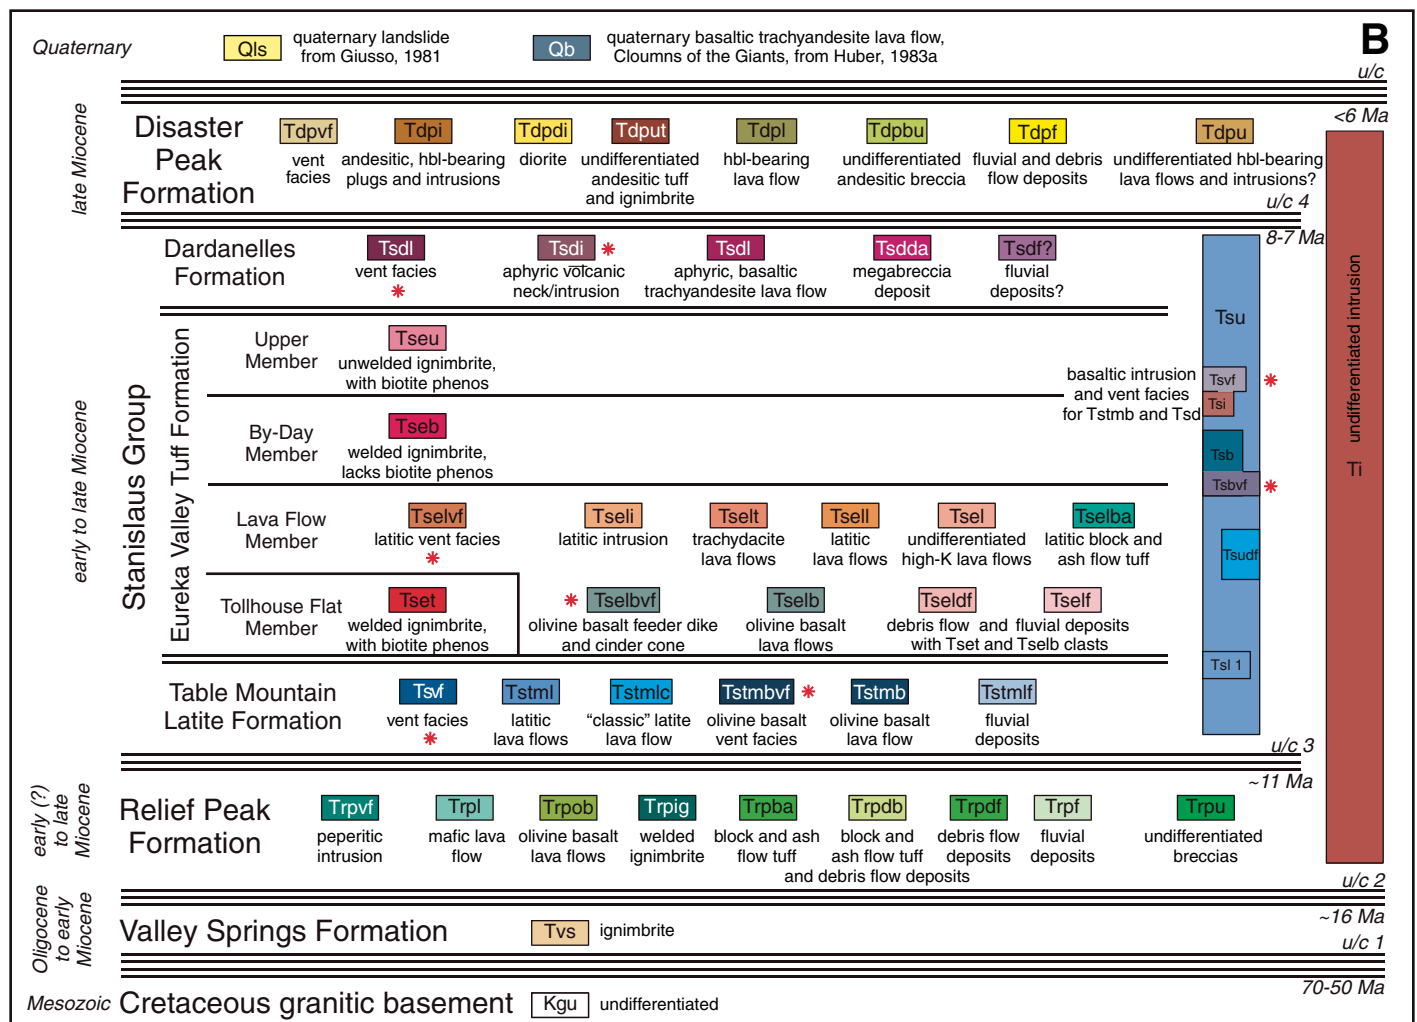 B
Quaternary
Qls
quaternary landslide
from Giusso, 1981
Qb
quaternary basaltic trachyandesite lava flow,
Cloumns of the Giants, from Huber, 1983a
u/c
<6 Ma
late Miocene
Disaster
Peak
Formation
Tdpvf
vent
facies
Tdpi
andesitic, hbl-bearing
plugs and intrusions
Tdpdi
diorite
Tdput
undifferentiated
andesitic tuff
and ignimbrite
Tdpl
hbl-bearing
lava flow
Tdpbu
undifferentiated
andesitic breccia
Tdpf
fluvial and debris
flow deposits
Tdpu
undifferentiated hbl-bearing
lava flows and intrusions?
u/c 4
8-7 Ma
early to late Miocene
Stanislaus Group
Dardanelles
Formation
Tsdl
vent facies
*
Tsdi *
aphyric volcanic
neck/intrusion
Tsdl
aphyric, basaltic
trachyandesite lava flow
Tsdda
megabreccia
deposit
Tsdf?
fluvial
deposits?
Eureka Valley Tuff Formation
Upper
Member
Tseu
unwelded ignimbrite,
with biotite phenos
By-Day
Member
Tseb
welded ignimbrite,
lacks biotite phenos
Lava Flow
Member
Tselvf
latitic vent facies
*
Tseli
latitic intrusion
Tselt
trachydacite
lava flows
Tsell
latitic
lava flows
Tsel
undifferentiated
high-K lava flows
Tselba
latitic block and
ash flow tuff
Tollhouse Flat
Member
Tset
welded ignimbrite,
with biotite phenos
* Tselbvf
olivine basalt feeder dike
and cinder cone
Tselb
olivine basalt
lava flows
Tseldf
Tself
debris flow and fluvial deposits
with Tset and Tselb clasts
Table Mountain
Latite Formation
Tsvf
vent facies
*
Tstml
latitic
lava flows
Tstmlc
“classic” latite
lava flow
Tstmbvf *
olivine basalt
vent facies
Tstmb
olivine basalt
lava flow
Tstmlf
fluvial
deposits
basaltic intrusion
and vent facies
for Tstmb and Tsd
Tsu
Tsvf *
Tsi
Tsb
Tsbvf *
Tsudf
Tsl 1
undifferentiated intrusion
Ti
u/c 3
~11 Ma
early (?)
to late
Miocene
Relief Peak
Formation
Trpvf
peperitic
intrusion
Trpl
mafic lava
flow
Trpob
olivine basalt
lava flows
Trpig
welded
ignimbrite
Trpba
block and ash
flow tuff
Trpdb
block and
ash flow tuff
and debris flow deposits
Trpdf
debris flow
deposits
Trpf
fluvial
deposits
Trpu
undifferentiated
breccias
u/c 2
~16 Ma
Oligocene
to early
Miocene
Valley Springs Formation
Tvs
ignimbrite
u/c 1
70-50 Ma
Mesozoic
Cretaceous granitic basement
Kgu
undifferentiated